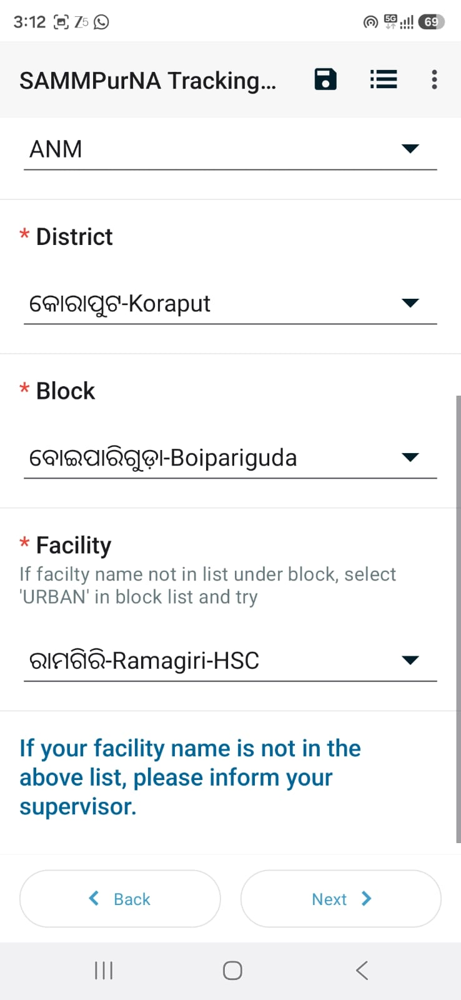 3:12
69
5G
SAMMPurNA Tracking...
ANM
* District
କୋରାପୁଟ-Koraput
* Block
ବୋଇପାରିଗୁଡ଼ା-Boipariguda
* Facility
If facilty name not in list under block, select
'URBAN' in block list and try
ରାମଗିରି-Ramagiri-HSC
If your facility name is not in the
above list, please inform your
supervisor.
Back
Next